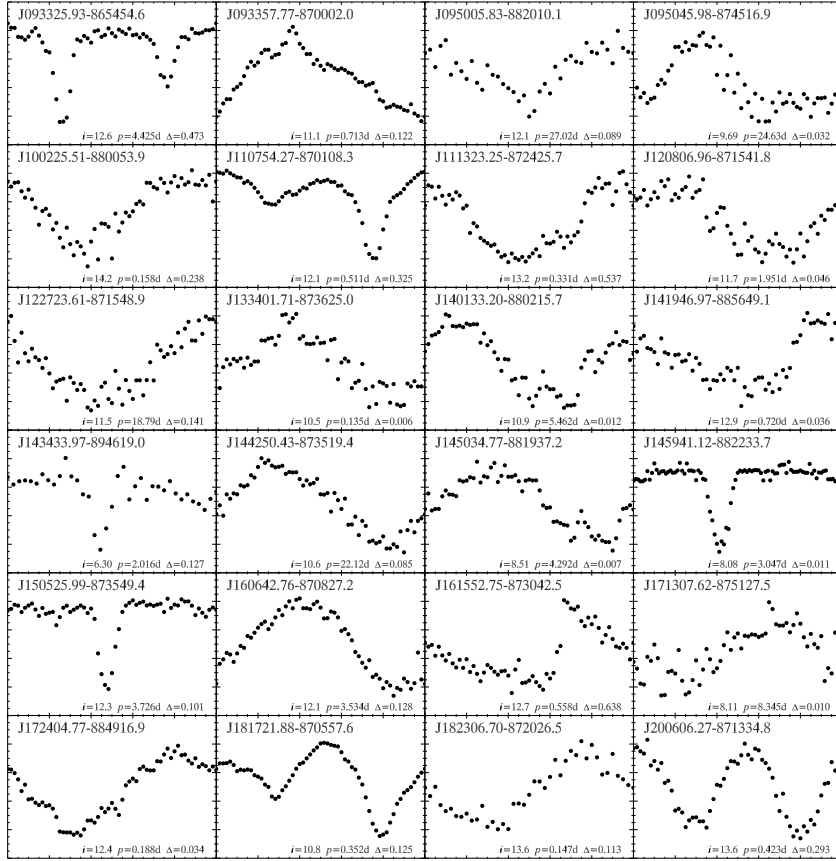 J093325.93-865454.6
i=12.6 p=4.425d Δ=0.473
J093357.77-870002.0
i=11.1 p=0.713d Δ=0.122
J095005.83-882010.1
i=12.1 p=27.02d Δ=0.089
J095045.98-874516.9
i=9.69 p=24.63d Δ=0.032
J100225.51-880053.9
i=14.2 p=0.158d Δ=0.238
J110754.27-870108.3
i=12.1 p=0.511d Δ=0.325
J111323.25-872425.7
i=13.2 p=0.331d Δ=0.537
J120806.96-871541.8
i=11.7 p=1.951d Δ=0.046
J122723.61-871548.9
i=11.5 p=18.79d Δ=0.141
J133401.71-873625.0
i=10.5 p=0.135d Δ=0.006
J140133.20-880215.7
i=10.9 p=5.462d Δ=0.012
J141946.97-885649.1
i=12.9 p=0.720d Δ=0.036
J143433.97-894619.0
i=6.30 p=2.016d Δ=0.127
J144250.43-873519.4
i=10.6 p=22.12d Δ=0.085
J145034.77-881937.2
i=8.51 p=4.292d Δ=0.007
J145941.12-882233.7
i=8.08 p=3.047d Δ=0.011
J150525.99-873549.4
i=12.3 p=3.726d Δ=0.101
J160642.76-870827.2
i=12.1 p=3.534d Δ=0.128
J161552.75-873042.5
i=12.7 p=0.558d Δ=0.638
J171307.62-875127.5
i=8.11 p=8.345d Δ=0.010
J172404.77-884916.9
i=12.4 p=0.188d Δ=0.034
J181721.88-870557.6
i=10.8 p=0.352d Δ=0.125
J182306.70-872026.5
i=13.6 p=0.147d Δ=0.113
J200606.27-871334.8
i=13.6 p=0.423d Δ=0.293